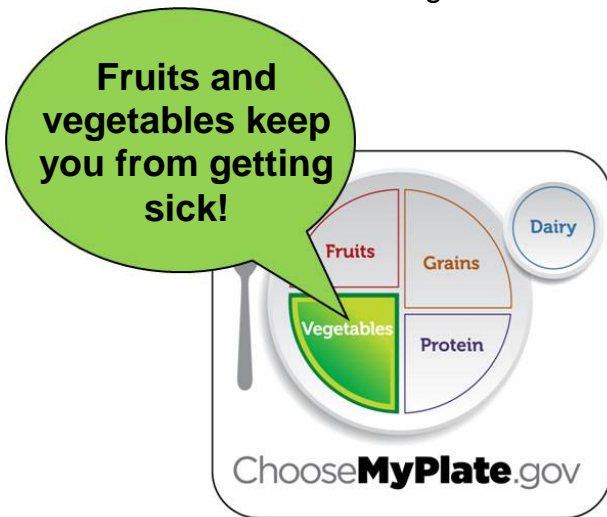 Fruits and
vegetables keep
you from getting
sick!
Dairy
Fruits
Grains
Vegetables
Protein
ChooseMyPlate.gov